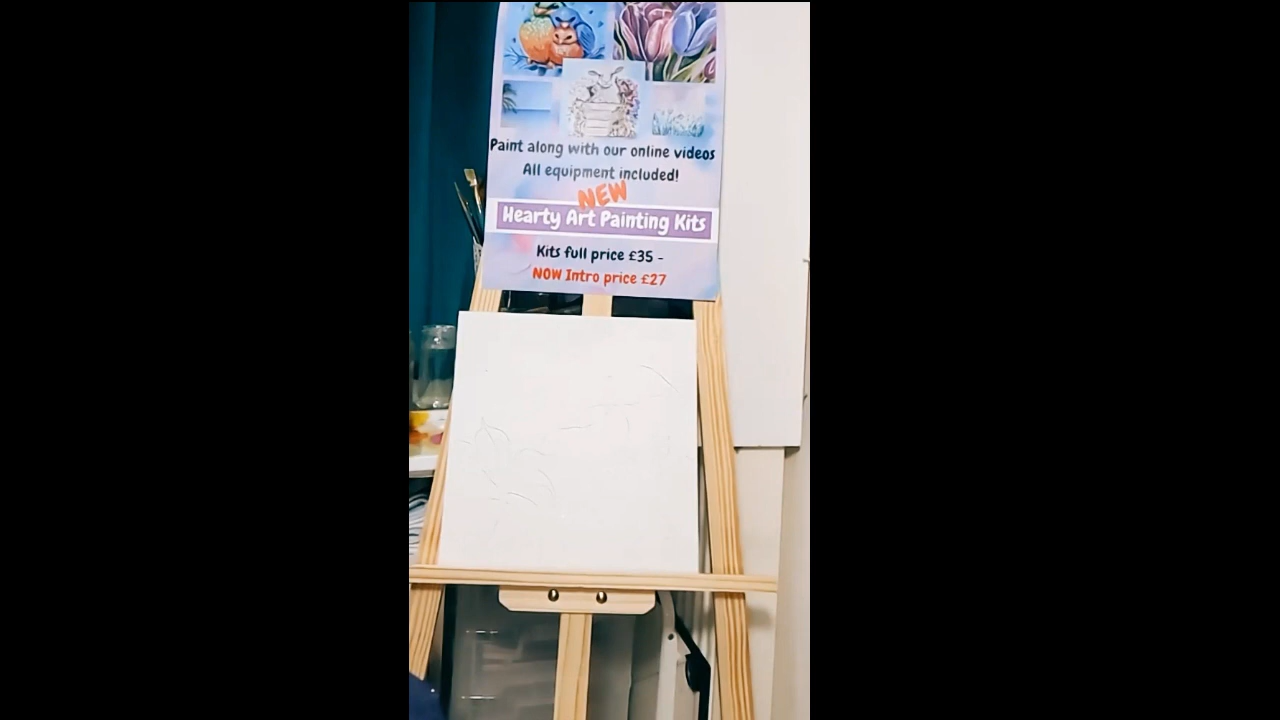 Paint along with our online videos
All equipment included!
NEW
Hearty Art Painting Kits
Kits full price £35 -
NOW Intro price £27